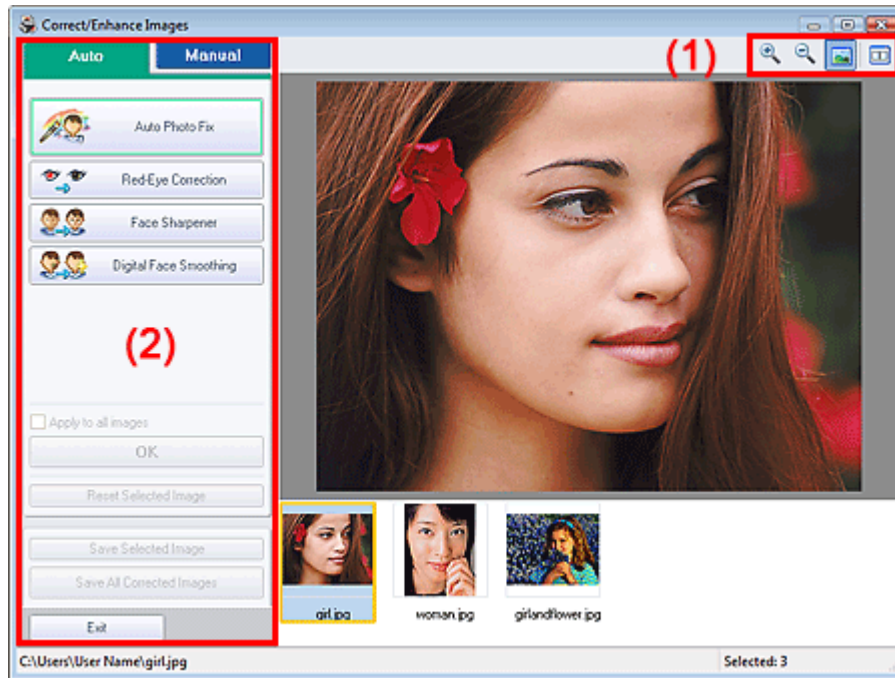 Correct/Enhance Images
Auto Manual
(1)
Auto Photo Fix
Red-Eye Correction
Face Sharpener
Digital Face Smoothing
(2)
Apply to all images
OK
Reset Selected Image
Save Selected Image
Save All Corrected Images
Exit
girl.jpg woman.jpg girlandflower.jpg
C:\Users\User Name\girl.jpg Selected: 3